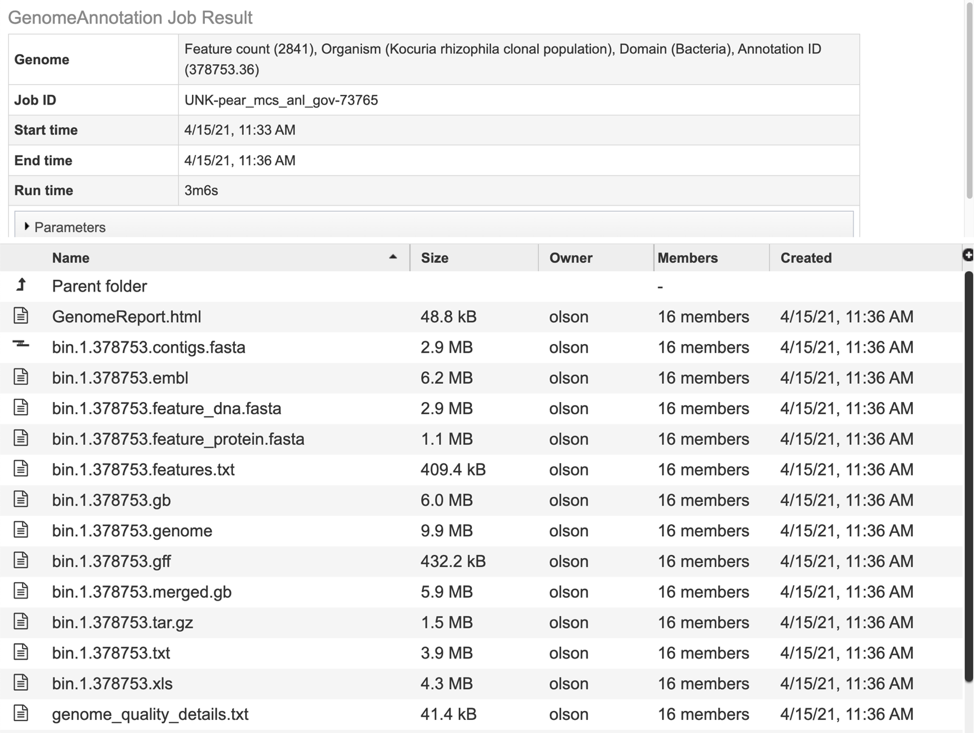 GenomeAnnotation Job Result
Genome Feature count (2841), Organism (Kocuria rhizophila clonal population), Domain (Bacteria), Annotation ID
(378753.36)
Job ID UNK-pear_mcs_anl_gov-73765
Start time 4/15/21, 11:33 AM
End time 4/15/21, 11:36 AM
Run time 3m6s
Parameters
Name Size Owner Members Created
Parent folder -
GenomeReport.html 48.8 kB olson 16 members 4/15/21, 11:36 AM
bin.1.378753.contigs.fasta 2.9 MB olson 16 members 4/15/21, 11:36 AM
bin.1.378753.embl 6.2 MB olson 16 members 4/15/21, 11:36 AM
bin.1.378753.feature_dna.fasta 2.9 MB olson 16 members 4/15/21, 11:36 AM
bin.1.378753.feature_protein.fasta 1.1 MB olson 16 members 4/15/21, 11:36 AM
bin.1.378753.features.txt 409.4 kB olson 16 members 4/15/21, 11:36 AM
bin.1.378753.gb 6.0 MB olson 16 members 4/15/21, 11:36 AM
bin.1.378753.genome 9.9 MB olson 16 members 4/15/21, 11:36 AM
bin.1.378753.gff 432.2 kB olson 16 members 4/15/21, 11:36 AM
bin.1.378753.merged.gb 5.9 MB olson 16 members 4/15/21, 11:36 AM
bin.1.378753.tar.gz 1.5 MB olson 16 members 4/15/21, 11:36 AM
bin.1.378753.txt 3.9 MB olson 16 members 4/15/21, 11:36 AM
bin.1.378753.xls 4.3 MB olson 16 members 4/15/21, 11:36 AM
genome_quality_details.txt 41.4 kB olson 16 members 4/15/21, 11:36 AM